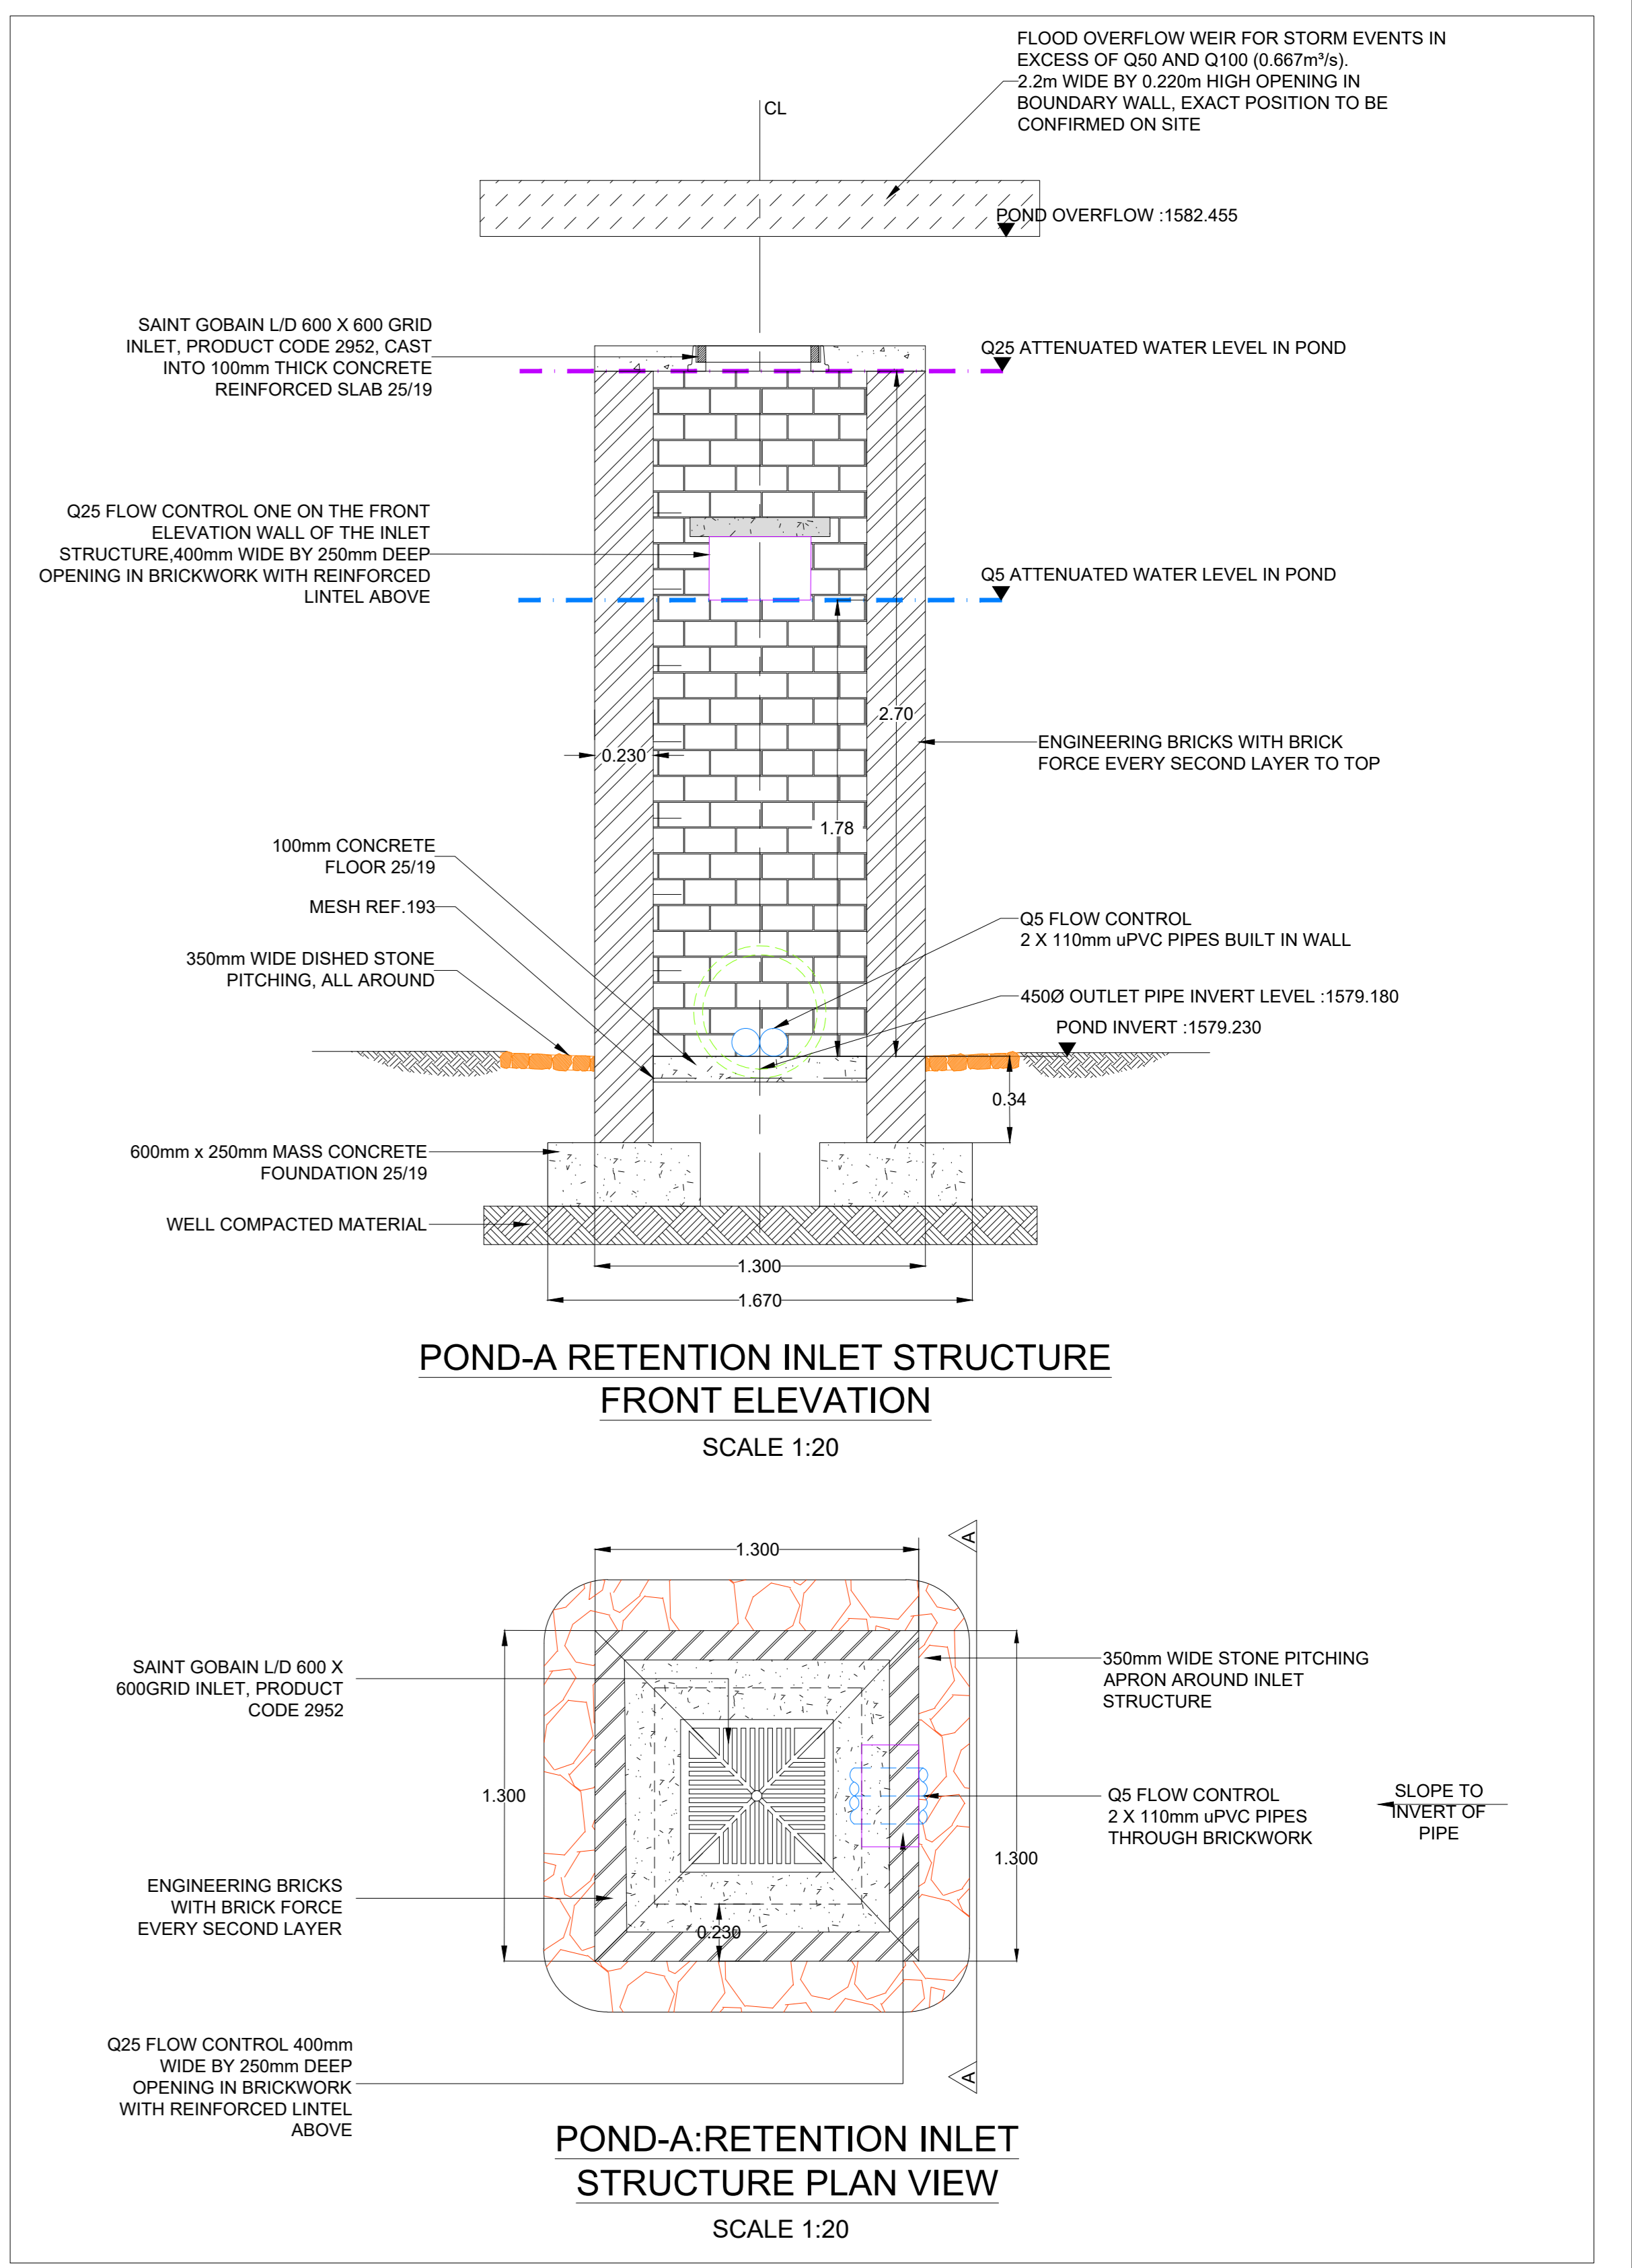 FLOOD OVERFLOW WEIR FOR STORM EVENTS IN
EXCESS OF Q50 AND Q100 (0.667m³/s).
2.2m WIDE BY 0.220m HIGH OPENING IN
BOUNDARY WALL, EXACT POSITION TO BE
CONFIRMED ON SITE
CL
POND OVERFLOW :1582.455
SAINT GOBAIN L/D 600 X 600 GRID
INLET, PRODUCT CODE 2952, CAST
INTO 100mm THICK CONCRETE
REINFORCED SLAB 25/19
Q25 ATTENUATED WATER LEVEL IN POND
Q25 FLOW CONTROL ONE ON THE FRONT
ELEVATION WALL OF THE INLET
STRUCTURE,400mm WIDE BY 250mm DEEP
OPENING IN BRICKWORK WITH REINFORCED
LINTEL ABOVE
Q5 ATTENUATED WATER LEVEL IN POND
2.70
0.230
ENGINEERING BRICKS WITH BRICK
FORCE EVERY SECOND LAYER TO TOP
1.78
100mm CONCRETE
FLOOR 25/19
MESH REF.193
350mm WIDE DISHED STONE
PITCHING, ALL AROUND
Q5 FLOW CONTROL
2 X 110mm uPVC PIPES BUILT IN WALL
450Ø OUTLET PIPE INVERT LEVEL :1579.180
POND INVERT :1579.230
0.34
600mm x 250mm MASS CONCRETE
FOUNDATION 25/19
WELL COMPACTED MATERIAL
1.300
1.670
POND-A RETENTION INLET STRUCTURE
FRONT ELEVATION
SCALE 1:20
A
1.300
SAINT GOBAIN L/D 600 X
600GRID INLET, PRODUCT
CODE 2952
350mm WIDE STONE PITCHING
APRON AROUND INLET
STRUCTURE
1.300
Q5 FLOW CONTROL
2 X 110mm uPVC PIPES
THROUGH BRICKWORK
SLOPE TO
INVERT OF
PIPE
1.300
ENGINEERING BRICKS
WITH BRICK FORCE
EVERY SECOND LAYER
0.230
Q25 FLOW CONTROL 400mm
WIDE BY 250mm DEEP
OPENING IN BRICKWORK
WITH REINFORCED LINTEL
ABOVE
A
POND-A:RETENTION INLET
STRUCTURE PLAN VIEW
SCALE 1:20